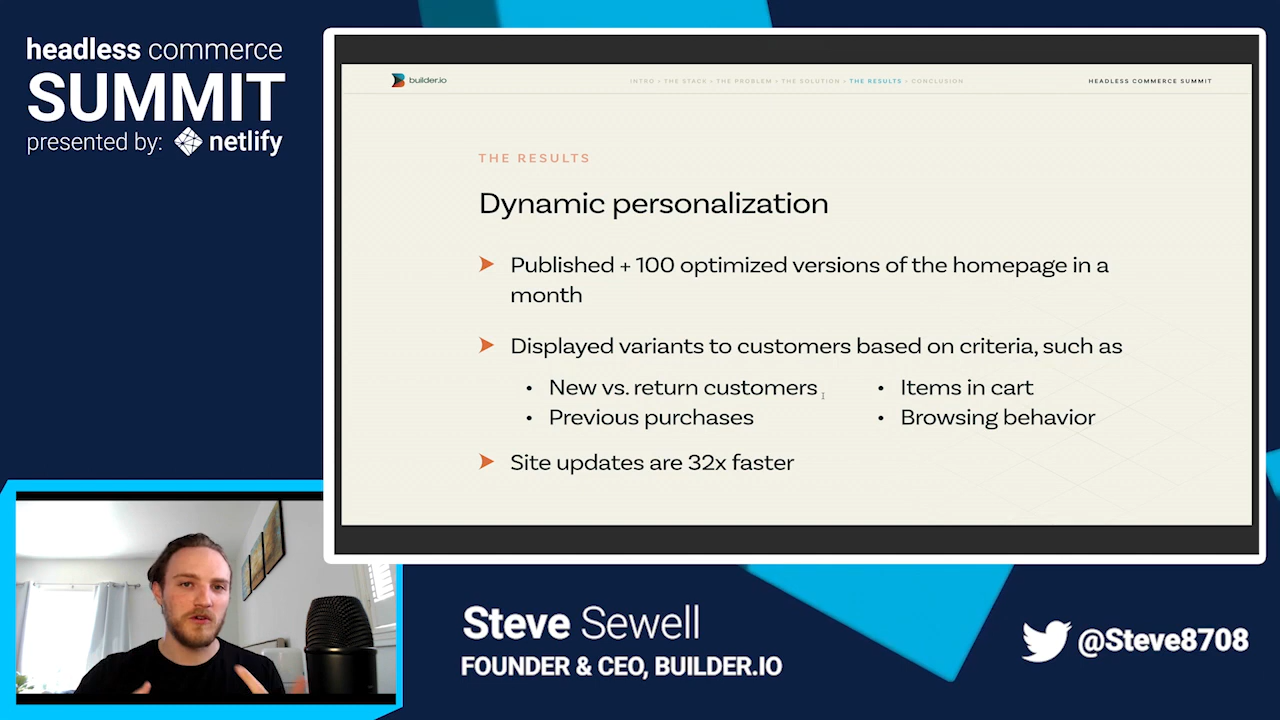 headless commerce
SUMMIT
presented by: netlify
builder.io
INTRO • THE STACK • THE PROBLEM • THE SOLUTION • THE RESULTS • CONCLUSION
HEADLESS COMMERCE SUMMIT
THE RESULTS
Dynamic personalization
Published + 100 optimized versions of the homepage in a
month
Displayed variants to customers based on criteria, such as
• New vs. return customers
• Previous purchases
• Items in cart
• Browsing behavior
Site updates are 32x faster
Steve Sewell
FOUNDER & CEO, BUILDER.IO
@Steve8708